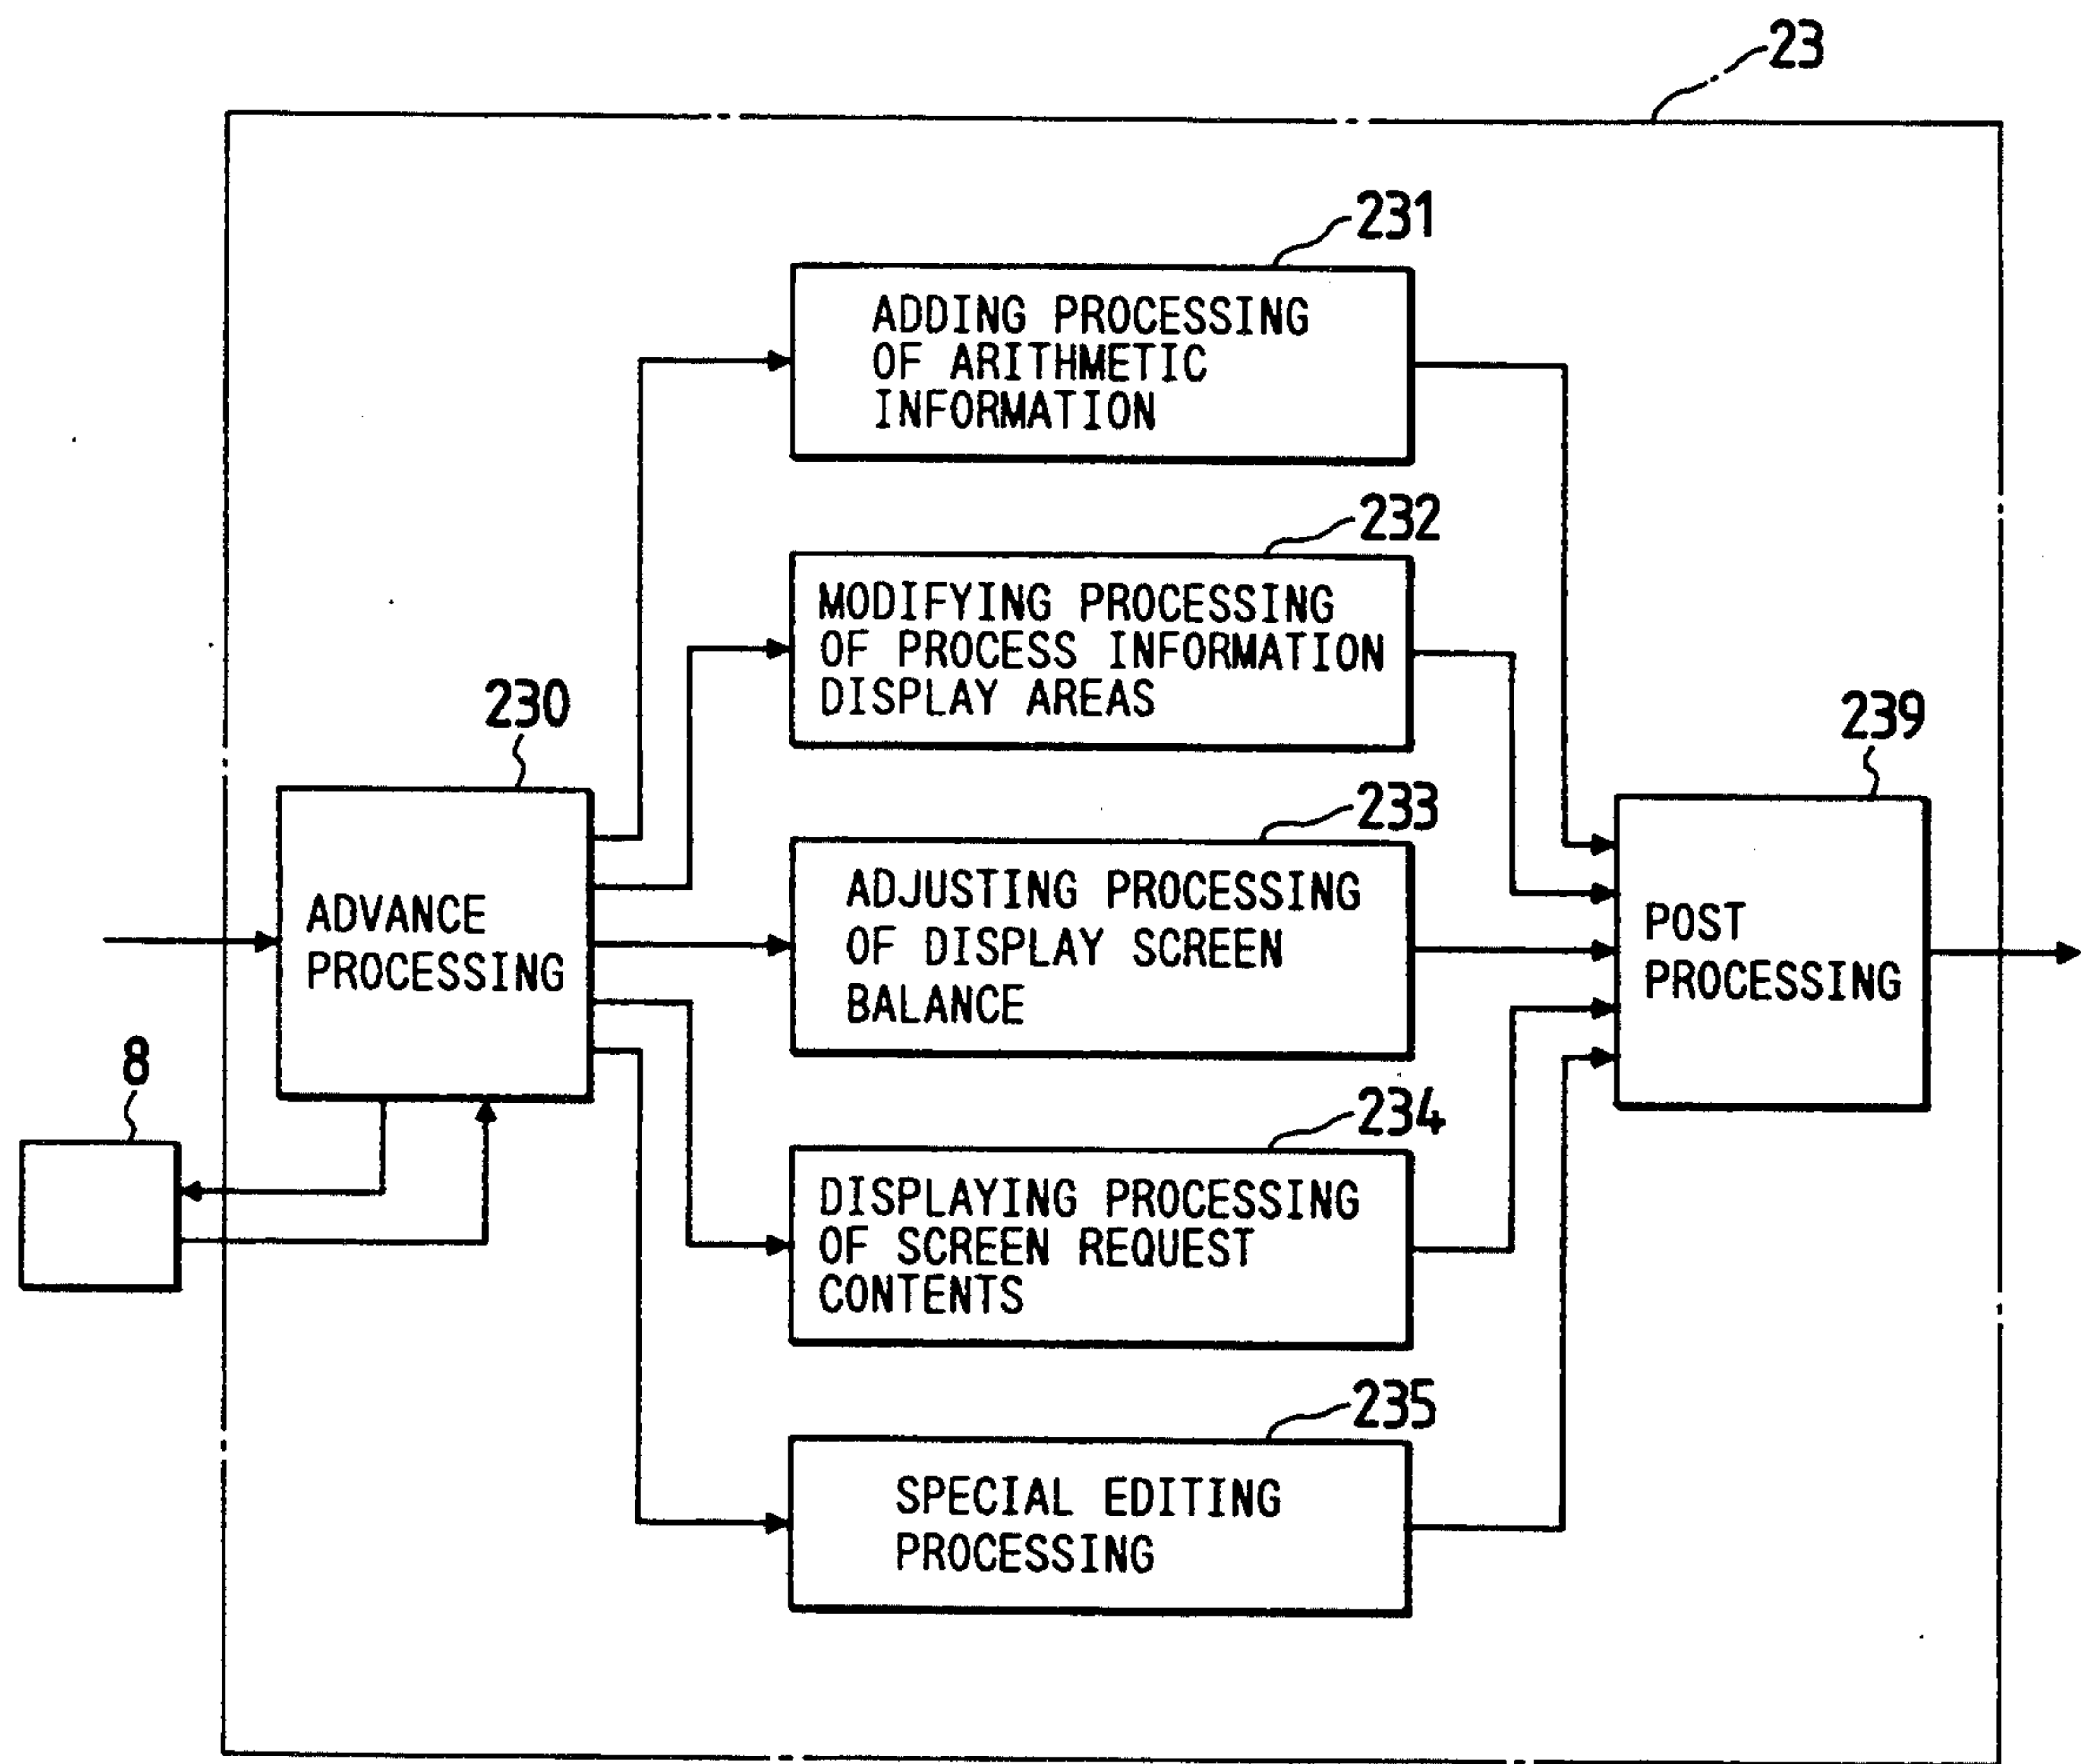 23
231
ADDING PROCESSING
OF ARITHMETIC
INFORMATION
232
MODIFYING PROCESSING
OF PROCESS INFORMATION
DISPLAY AREAS
230
ADVANCE
PROCESSING
233
ADJUSTING PROCESSING
OF DISPLAY SCREEN
BALANCE
239
POST
PROCESSING
8
234
DISPLAYING PROCESSING
OF SCREEN REQUEST
CONTENTS
235
SPECIAL EDITING
PROCESSING